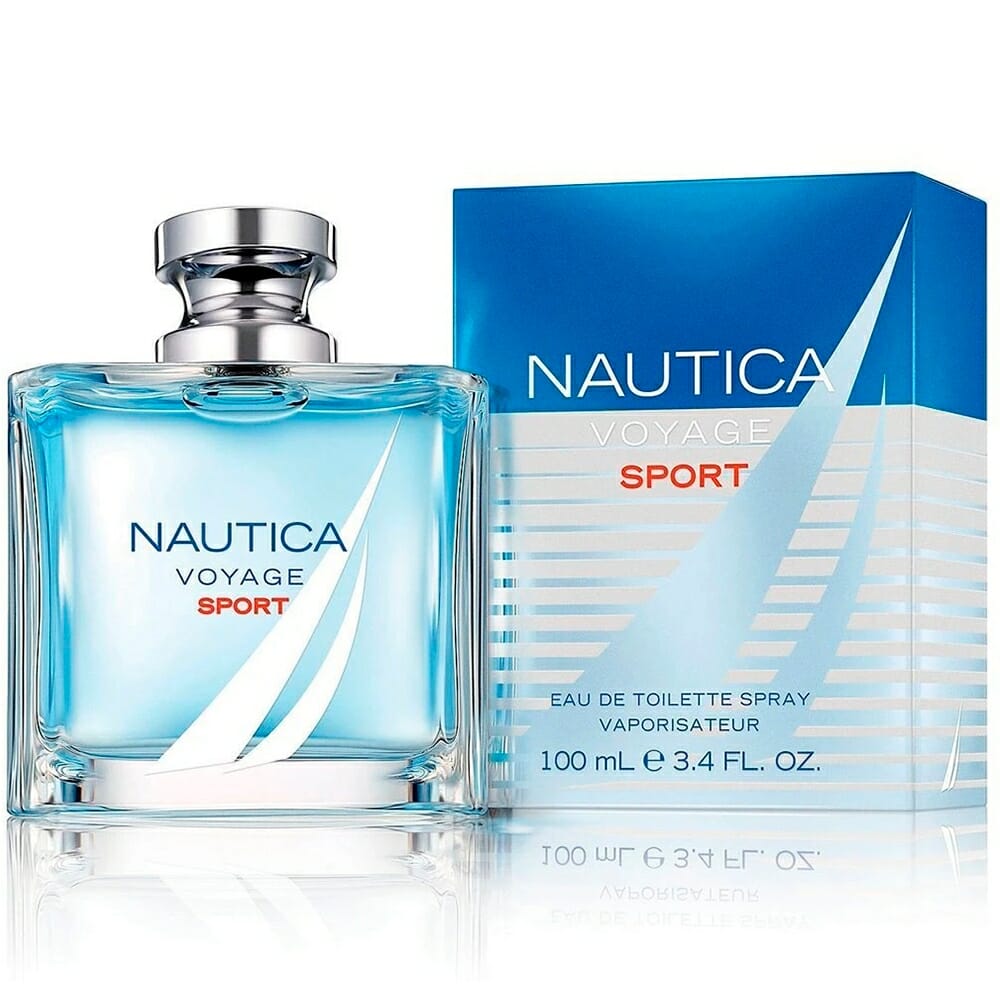 NAUTICA
VOYAGE
SPORT
NAUTICA
VOYAGE
SPORT
EAU DE TOILETTE SPRAY
VAPORISATEUR
100 mL ℮ 3.4 FL. OZ.